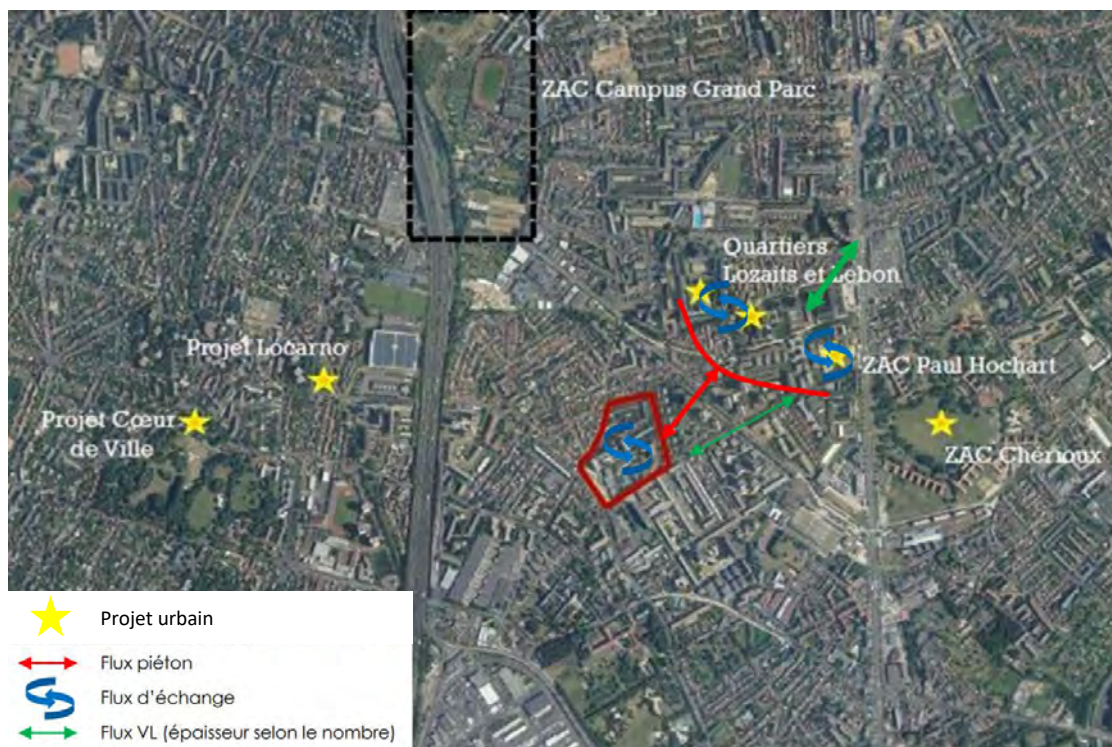 ZAC Campus Grand Parc
Quartiers
Lozaits et Lebon
Projet Locarno
ZAC Paul Hochart
Projet Cœur
de Ville
ZAC Chérioux
Projet urbain
Flux piéton
Flux d'échange
Flux VL (épaisseur selon le nombre)